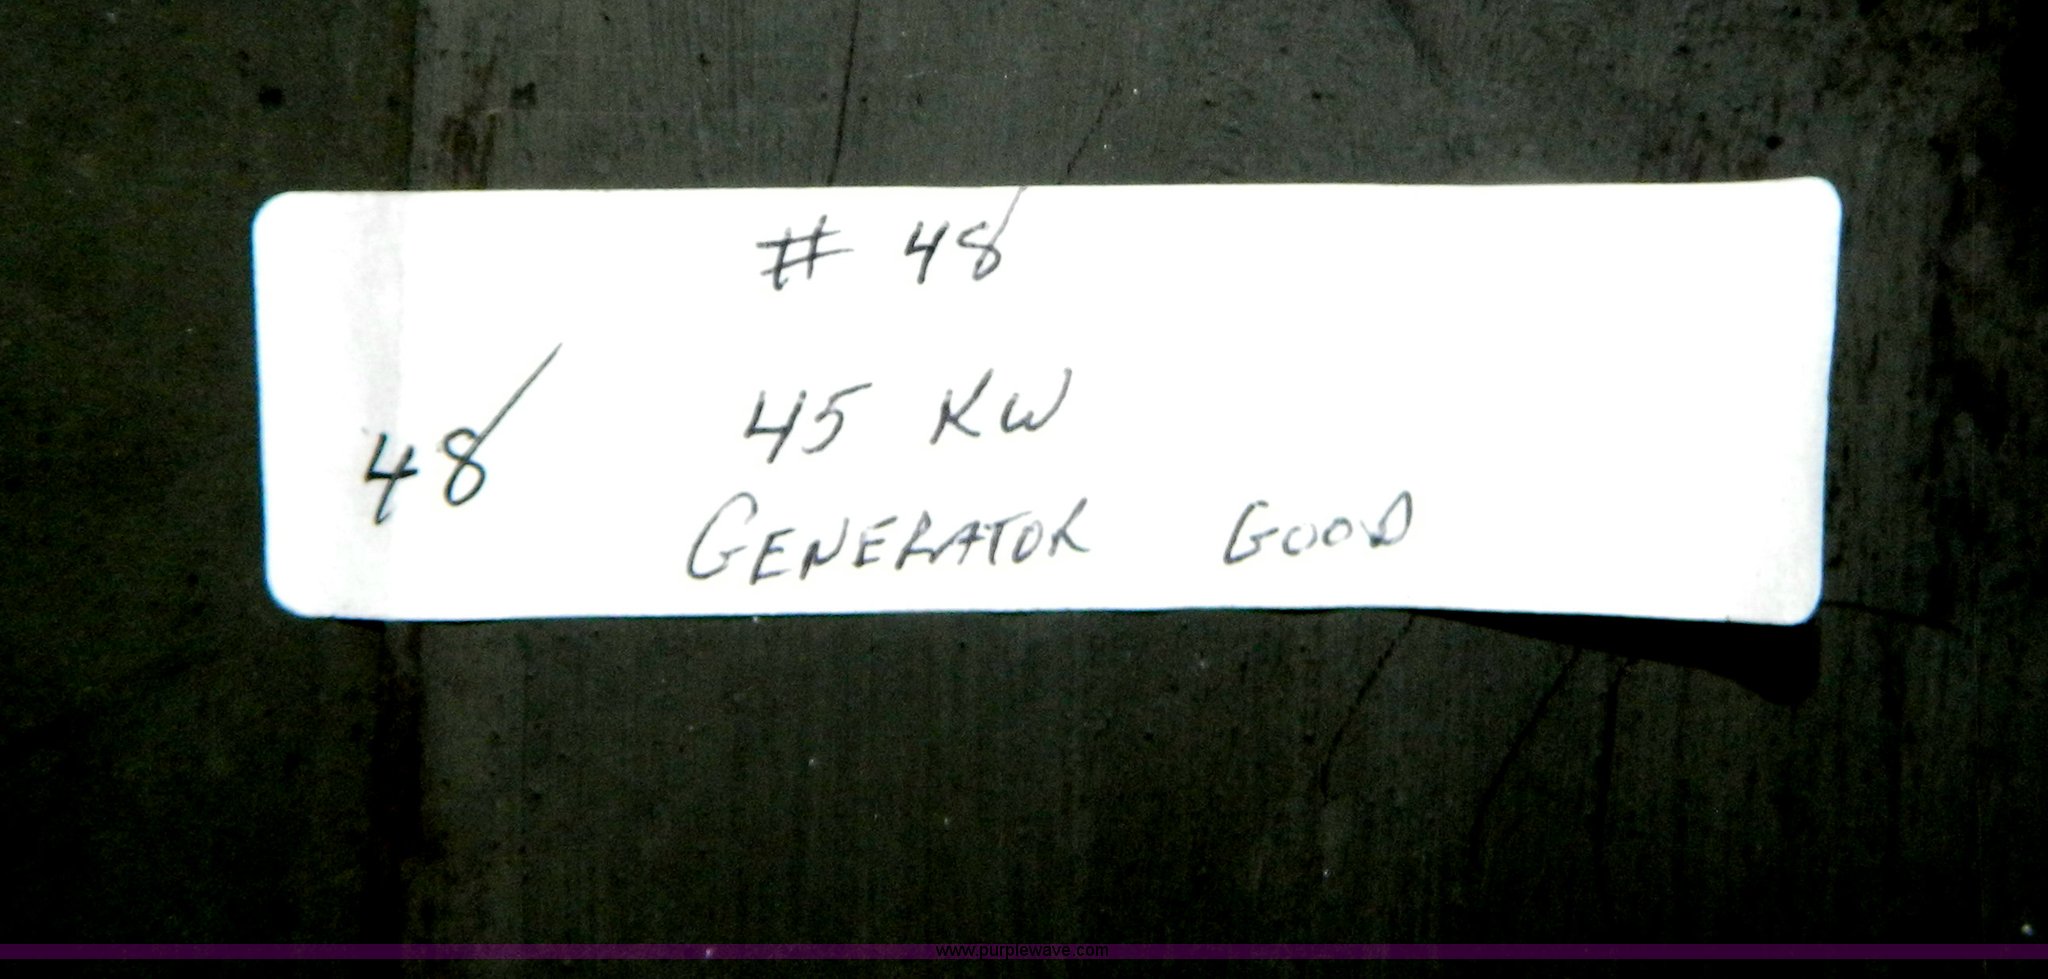 # 48
48
45 KW
GENERATOR GOOD
www.purplewave.com